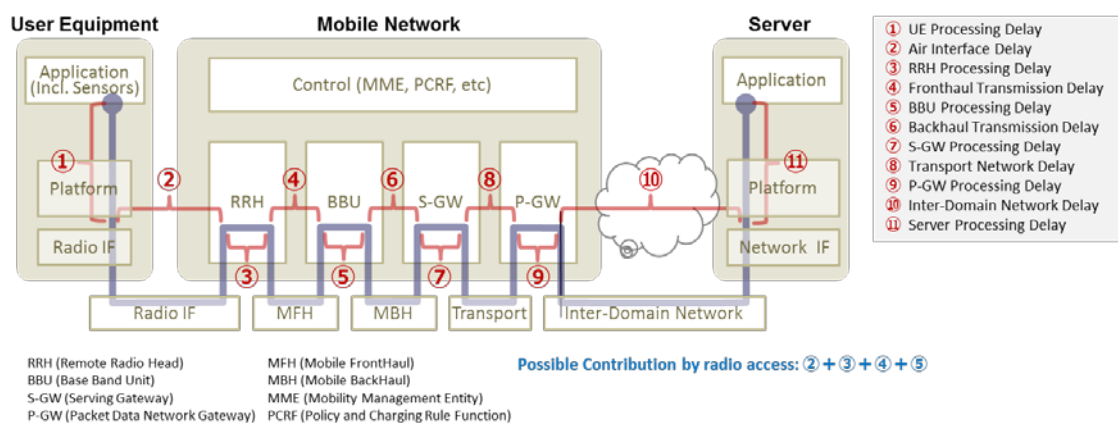 User Equipment
Mobile Network
Server
Application
(Incl. Sensors)
Control (MME, PCRF, etc)
Application
① UE Processing Delay
② Air Interface Delay
③ RRH Processing Delay
④ Fronthaul Transmission Delay
⑤ BBU Processing Delay
⑥ Backhaul Transmission Delay
⑦ S-GW Processing Delay
⑧ Transport Network Delay
⑨ P-GW Processing Delay
⑩ Inter-Domain Network Delay
⑪ Server Processing Delay
①
②
④
⑥
⑧
⑩
⑪
Platform
RRH
BBU
S-GW
P-GW
Platform
Radio IF
③
⑤
⑦
⑨
Network IF
Radio IF
MFH
MBH
Transport
Inter-Domain Network
RRH (Remote Radio Head)
BBU (Base Band Unit)
S-GW (Serving Gateway)
P-GW (Packet Data Network Gateway)
MFH (Mobile FrontHaul)
MBH (Mobile BackHaul)
MME (Mobility Management Entity)
PCRF (Policy and Charging Rule Function)
Possible Contribution by radio access: ②+③+④+⑤